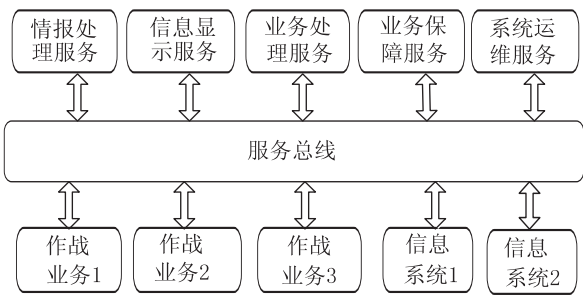 情报处
理服务
信息显
示服务
业务处
理服务
业务保
障服务
系统运
维服务
服务总线
作战
业务1
作战
业务2
作战
业务3
信息
系统1
信息
系统2